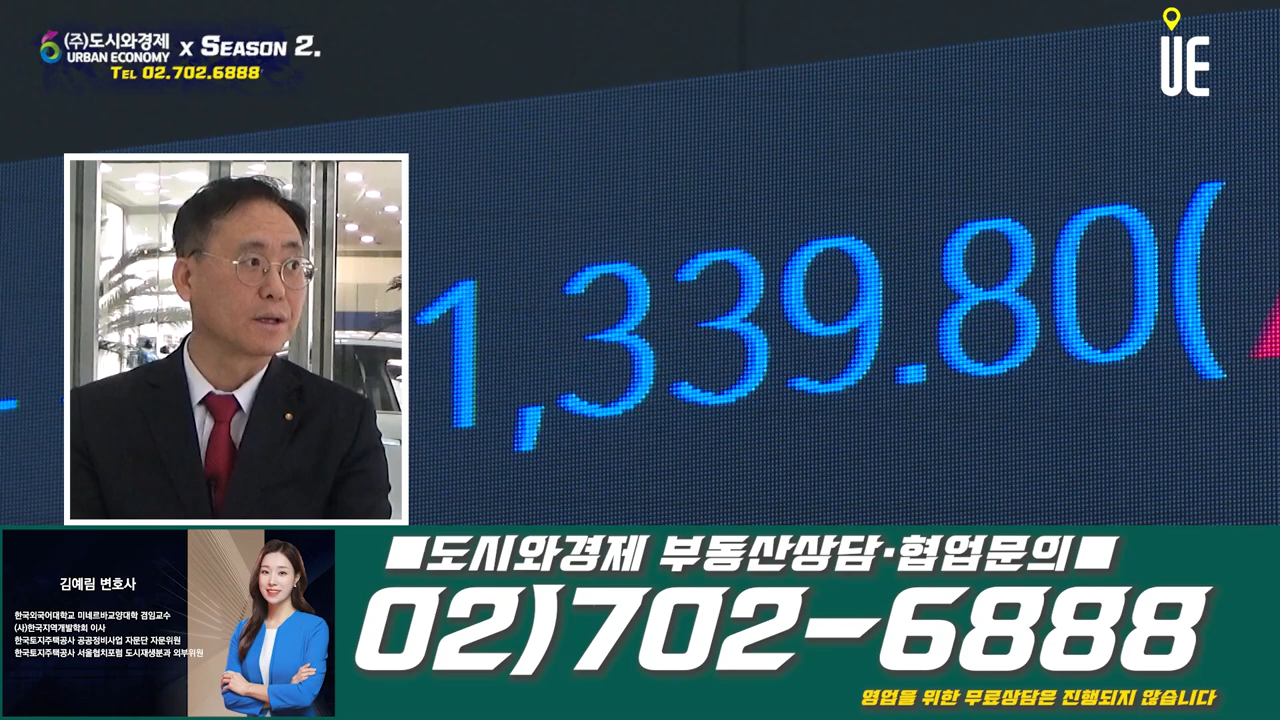 (주)도시와경제
URBAN ECONOMY
X SEASON 2.
TEL 02.702.6888
UE
1,339.80(
김예림 변호사
한국외국어대학교 미네르바교양대학 겸임교수
(사)한국지역개발학회 이사
한국토지주택공사 공공정비사업 자문단 자문위원
한국토지주택공사 서울협치포럼 도시재생분과 외부위원
■도시와경제 부동산상담·협업문의■
02)702-6888
영업을 위한 무료상담은 진행되지 않습니다